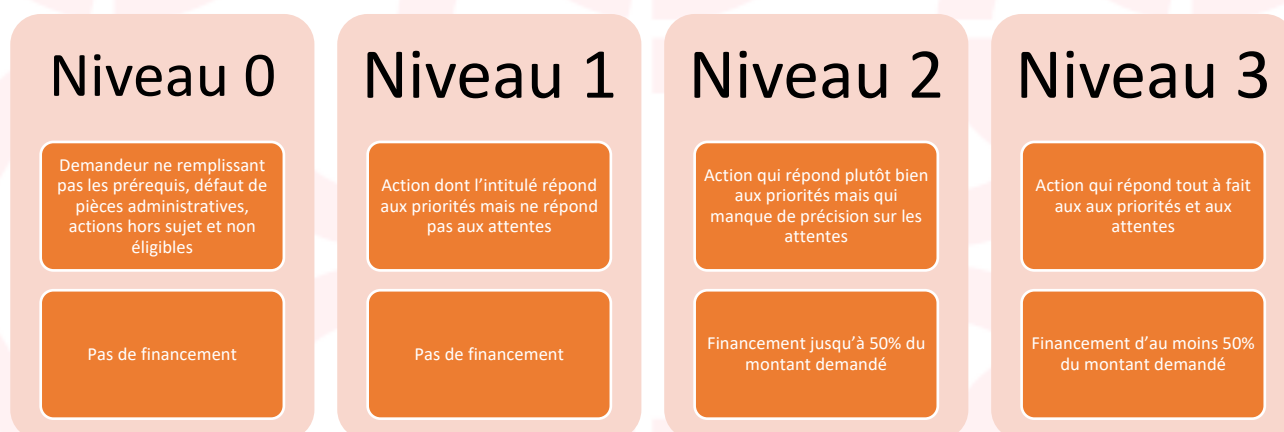 Niveau 0
Demandeur ne remplissant
pas les prérequis, défaut de
pièces administratives,
actions hors sujet et non
éligibles
Pas de financement
Niveau 1
Action dont l'intitulé répond
aux priorités mais ne répond
pas aux attentes
Pas de financement
Niveau 2
Action qui répond plutôt bien
aux priorités mais qui
manque de précision sur les
attentes
Financement jusqu'à 50% du
montant demandé
Niveau 3
Action qui répond tout à fait
aux aux priorités et aux
attentes
Financement d'au moins 50%
du montant demandé